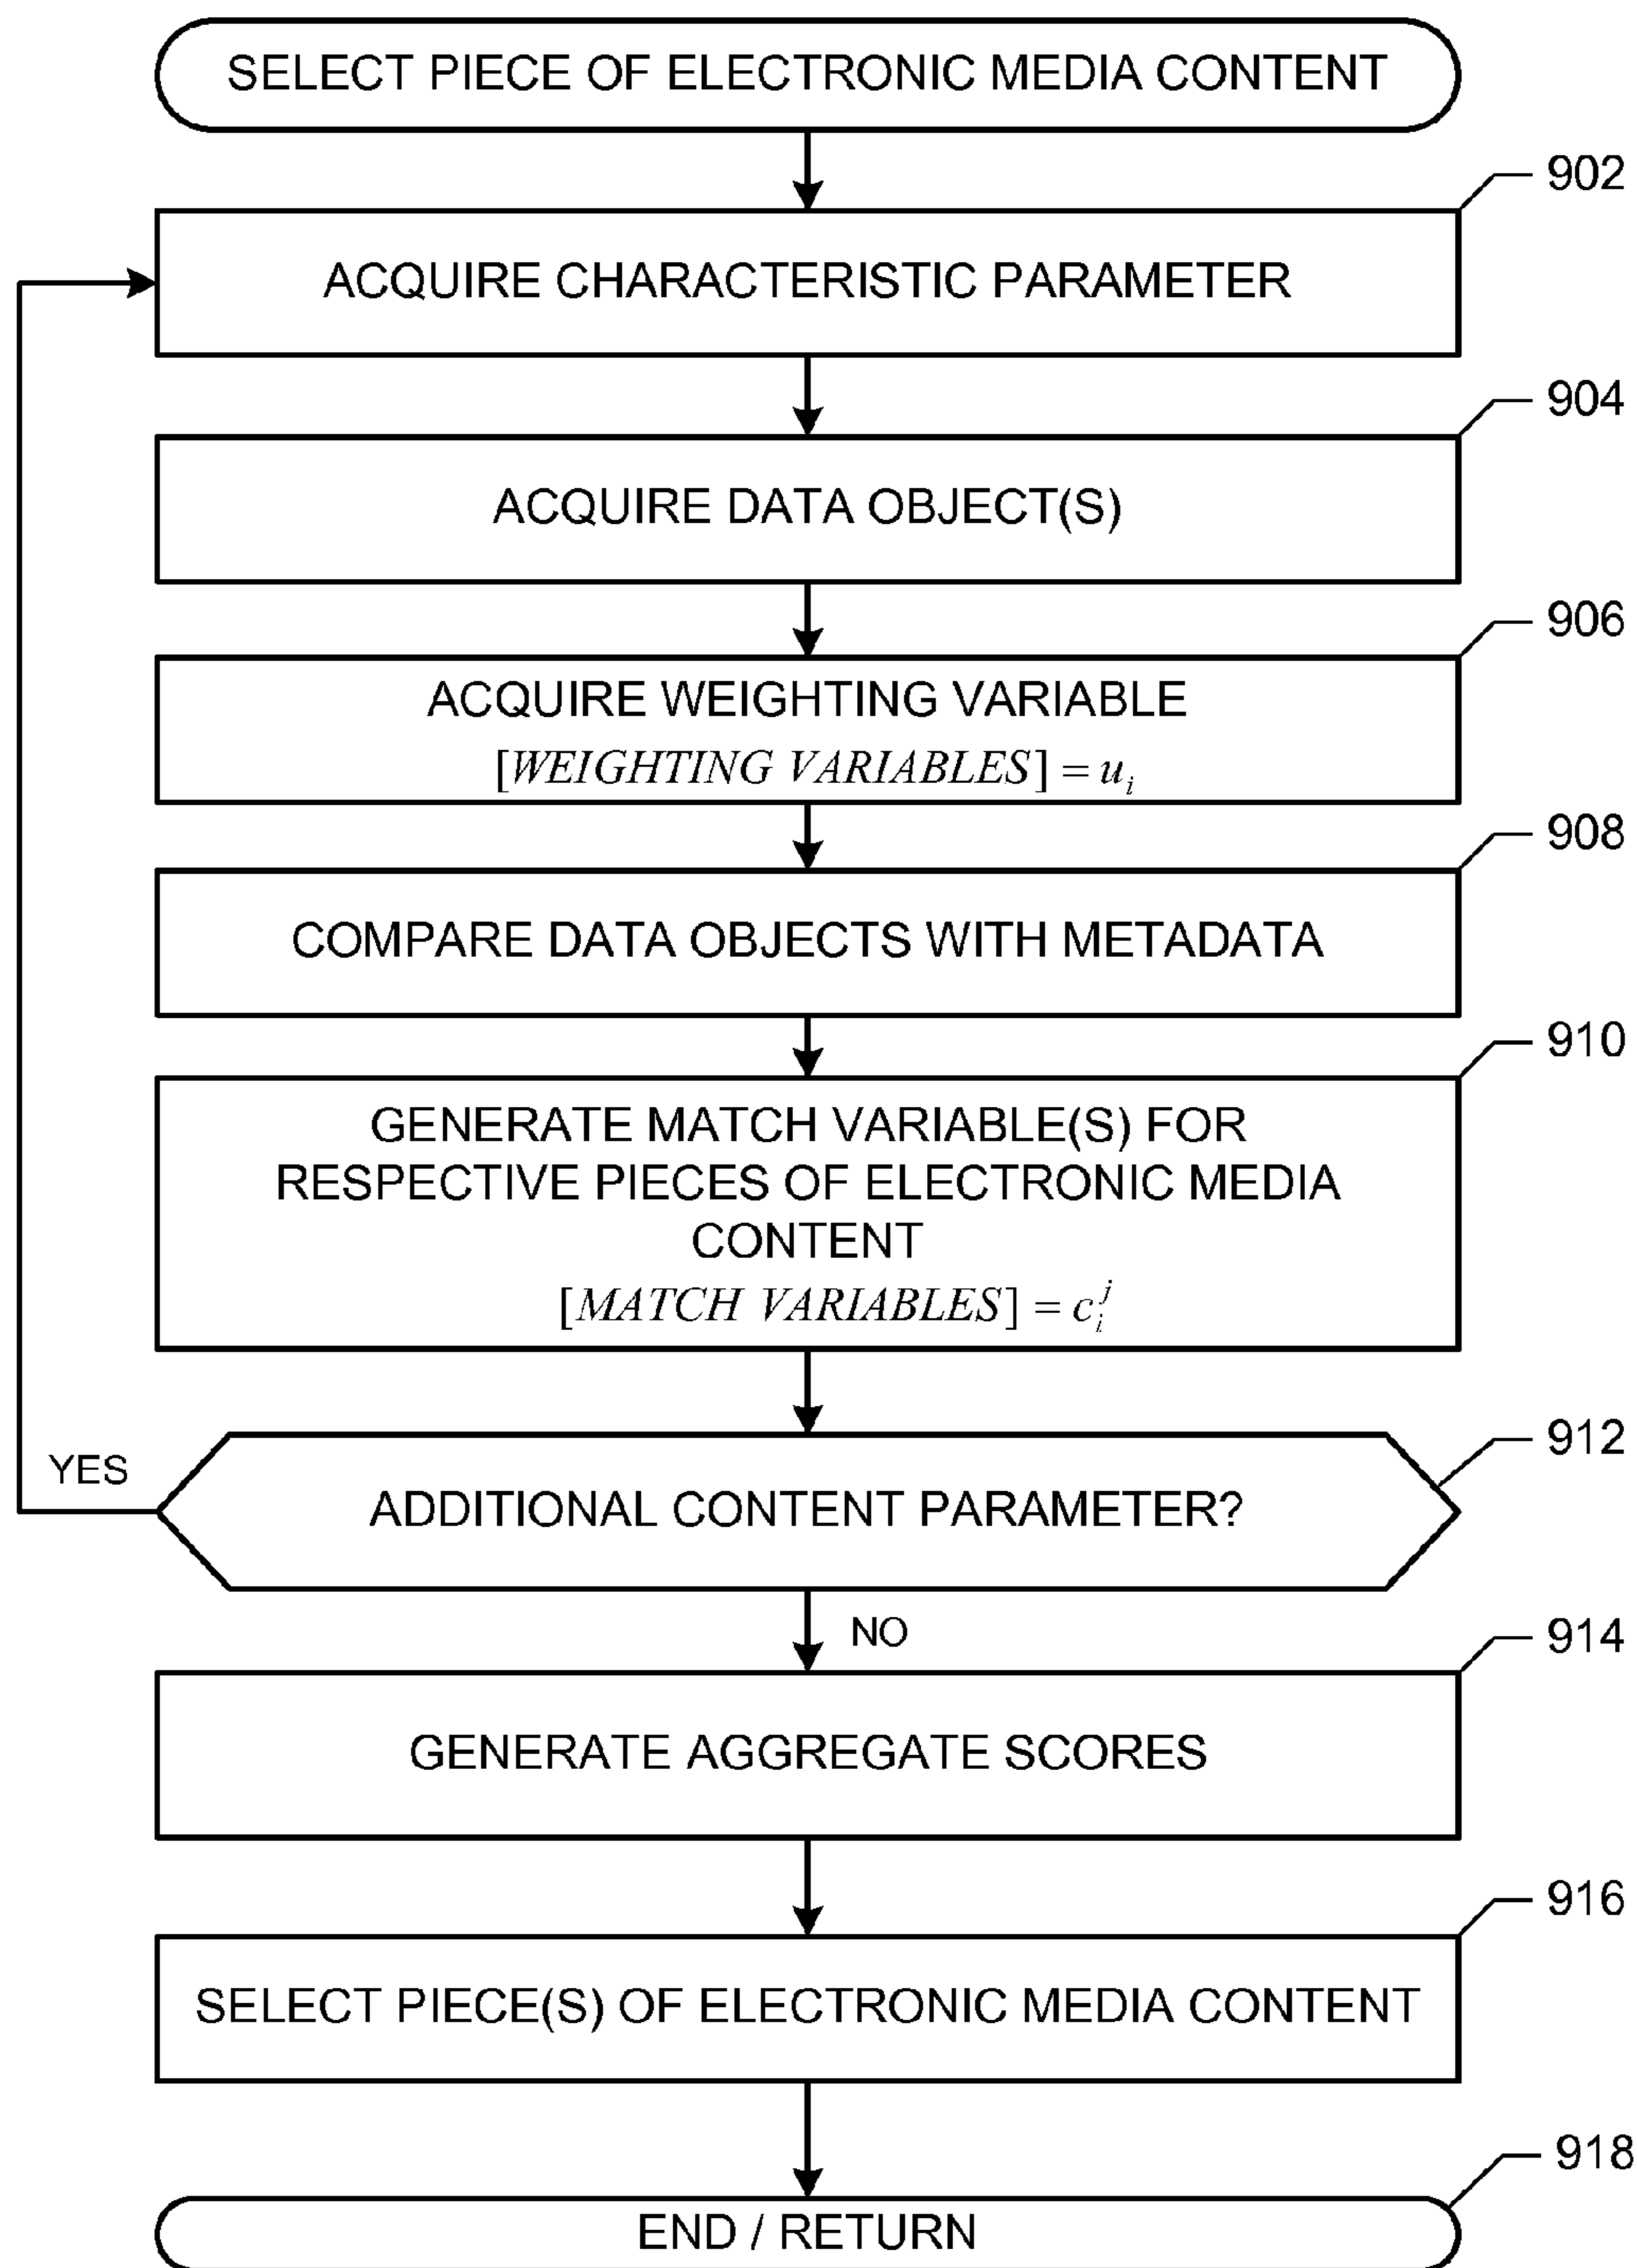 SELECT PIECE OF ELECTRONIC MEDIA CONTENT
902
ACQUIRE CHARACTERISTIC PARAMETER
904
ACQUIRE DATA OBJECT(S)
906
ACQUIRE WEIGHTING VARIABLE
[WEIGHTING VARIABLES] = u_i
908
COMPARE DATA OBJECTS WITH METADATA
910
GENERATE MATCH VARIABLE(S) FOR
RESPECTIVE PIECES OF ELECTRONIC MEDIA
CONTENT
[MATCH VARIABLES] = c_i^j
912
YES
ADDITIONAL CONTENT PARAMETER?
NO
914
GENERATE AGGREGATE SCORES
916
SELECT PIECE(S) OF ELECTRONIC MEDIA CONTENT
918
END / RETURN